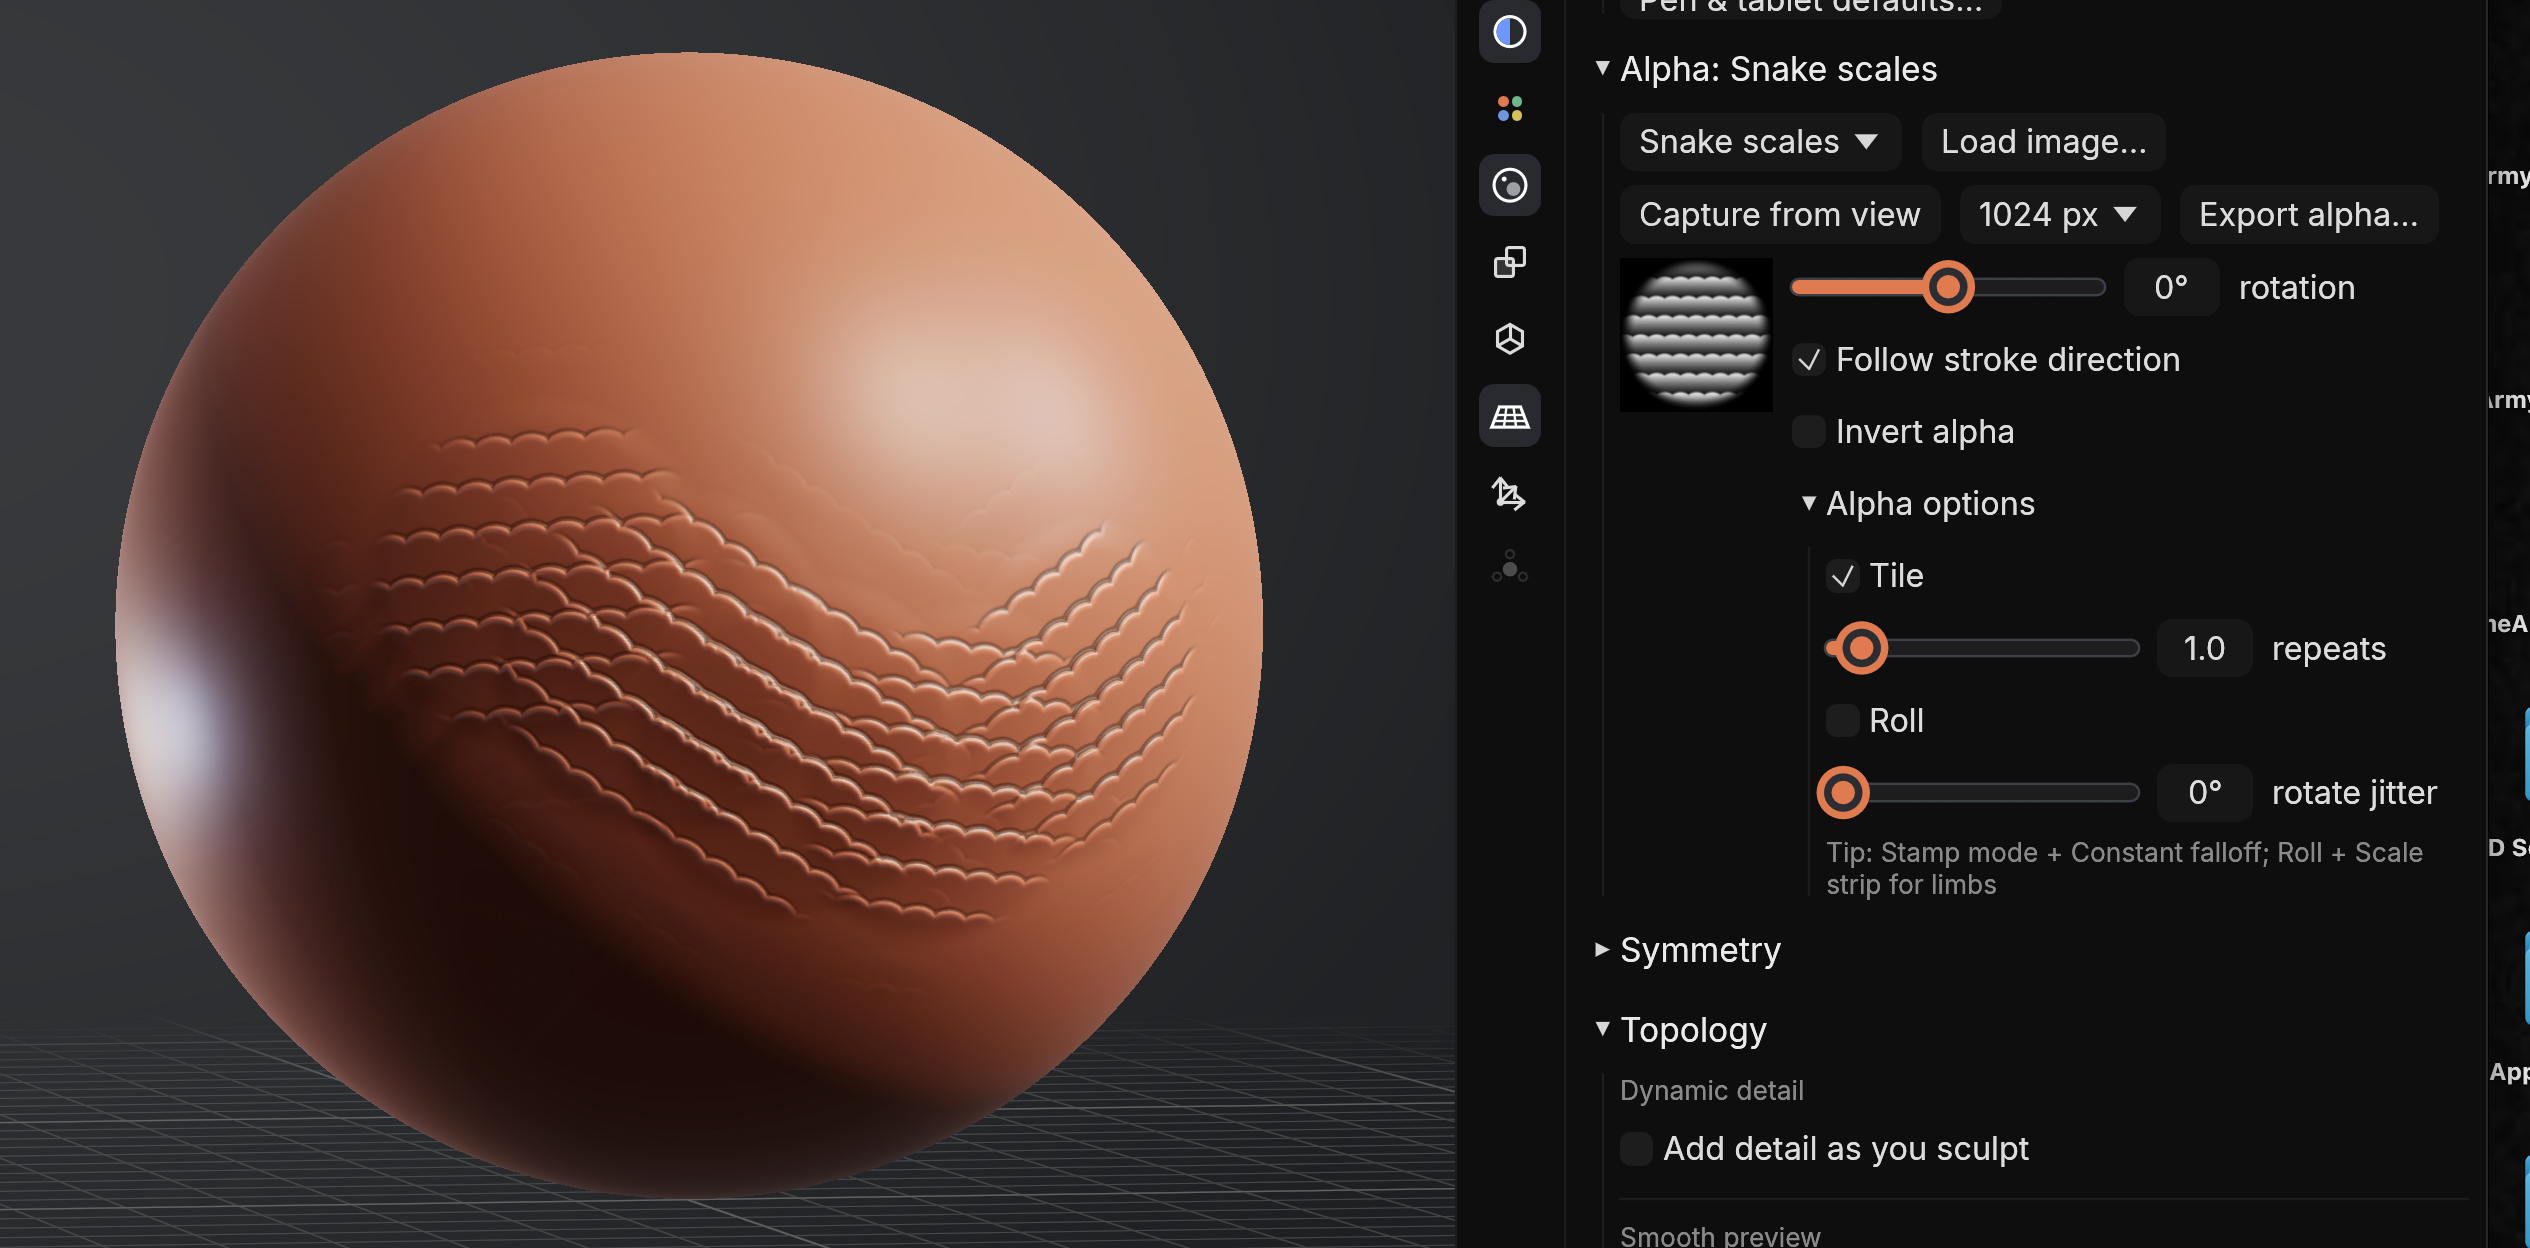 Pen & tablet defaults...
Alpha: Snake scales
Snake scales
Load image...
Capture from view
1024 px
Export alpha...
0° rotation
Follow stroke direction
Invert alpha
Alpha options
Tile
1.0 repeats
Roll
0° rotate jitter
Tip: Stamp mode + Constant falloff; Roll + Scale
strip for limbs
Symmetry
Topology
Dynamic detail
Add detail as you sculpt
Smooth preview